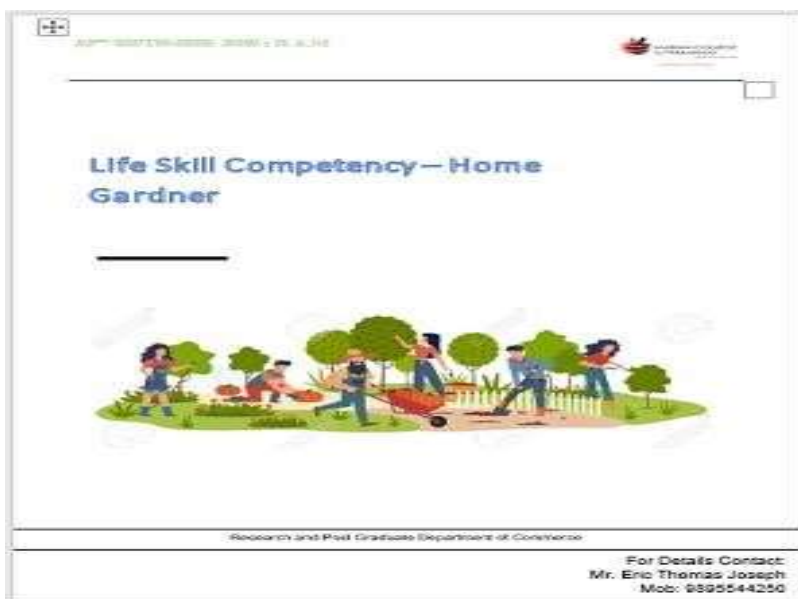 Life Skill Competency – Home
Gardner
Research and Post Graduate Department of Commerce
For Details Contact:
Mr. Eric Thomas Joseph
Mob: 9895544250